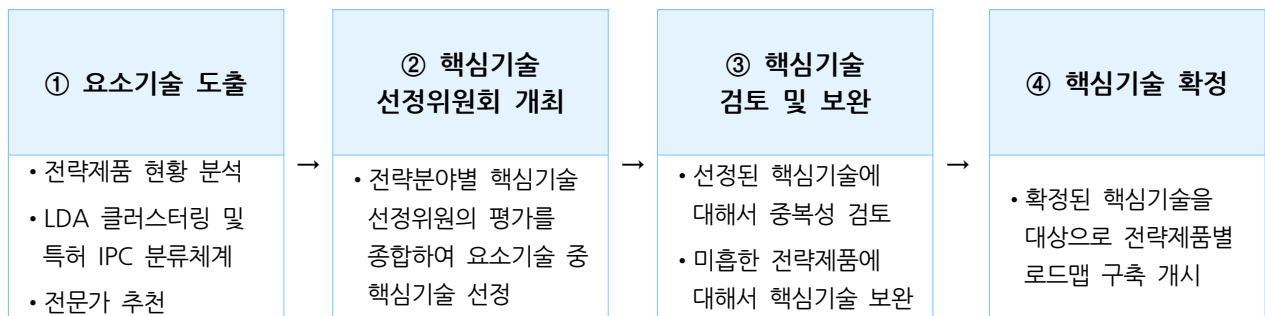 ① 요소기술 도출
• 전략제품 현황 분석
• LDA 클러스터링 및
특허 IPC 분류체계
• 전문가 추천
→
② 핵심기술
선정위원회 개최
• 전략분야별 핵심기술
선정위원의 평가를
종합하여 요소기술 중
핵심기술 선정
→
③ 핵심기술
검토 및 보완
• 선정된 핵심기술에
대해서 중복성 검토
• 미흡한 전략제품에
대해서 핵심기술 보완
→
④ 핵심기술 확정
• 확정된 핵심기술을
대상으로 전략제품별
로드맵 구축 개시